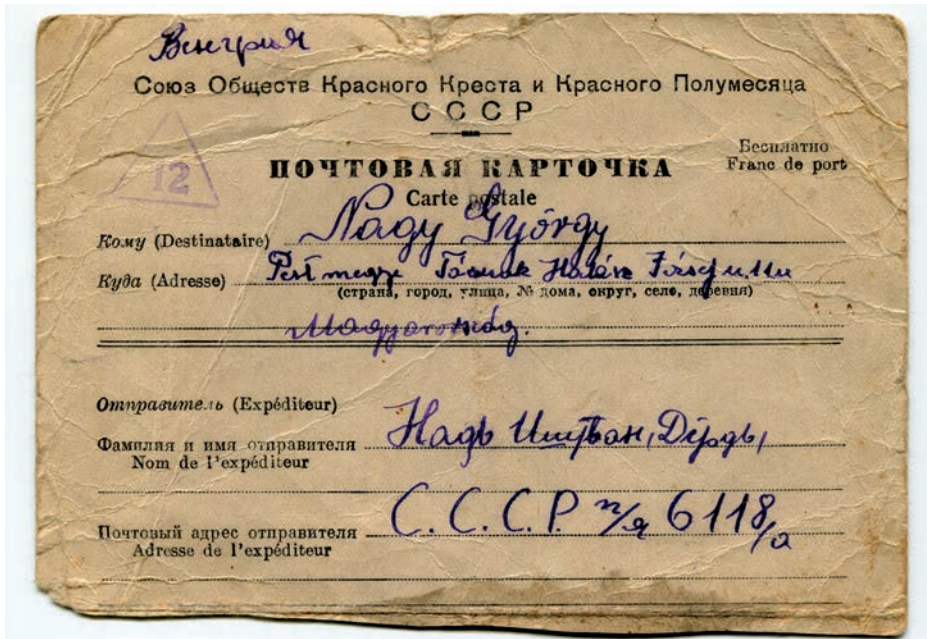 Венгрия
Союз Обществ Красного Креста и Красного Полумесяца
СССР
12
ПОЧТОВАЯ КАРТОЧКА
Бесплатно
Franc de port
Carte postale
Кому (Destinataire) Nagy György
Куда (Adresse) Pest megye
(страна, город, улица, № дома, округ, село, деревня)
Magyarország.
Отправитель (Expéditeur)
Фамилия и имя отправителя Надь Иштван, Дёрдь,
Nom de l'expéditeur
Почтовый адрес отправителя С.С.С.Р. п/я 6118/а
Adresse de l'expéditeur